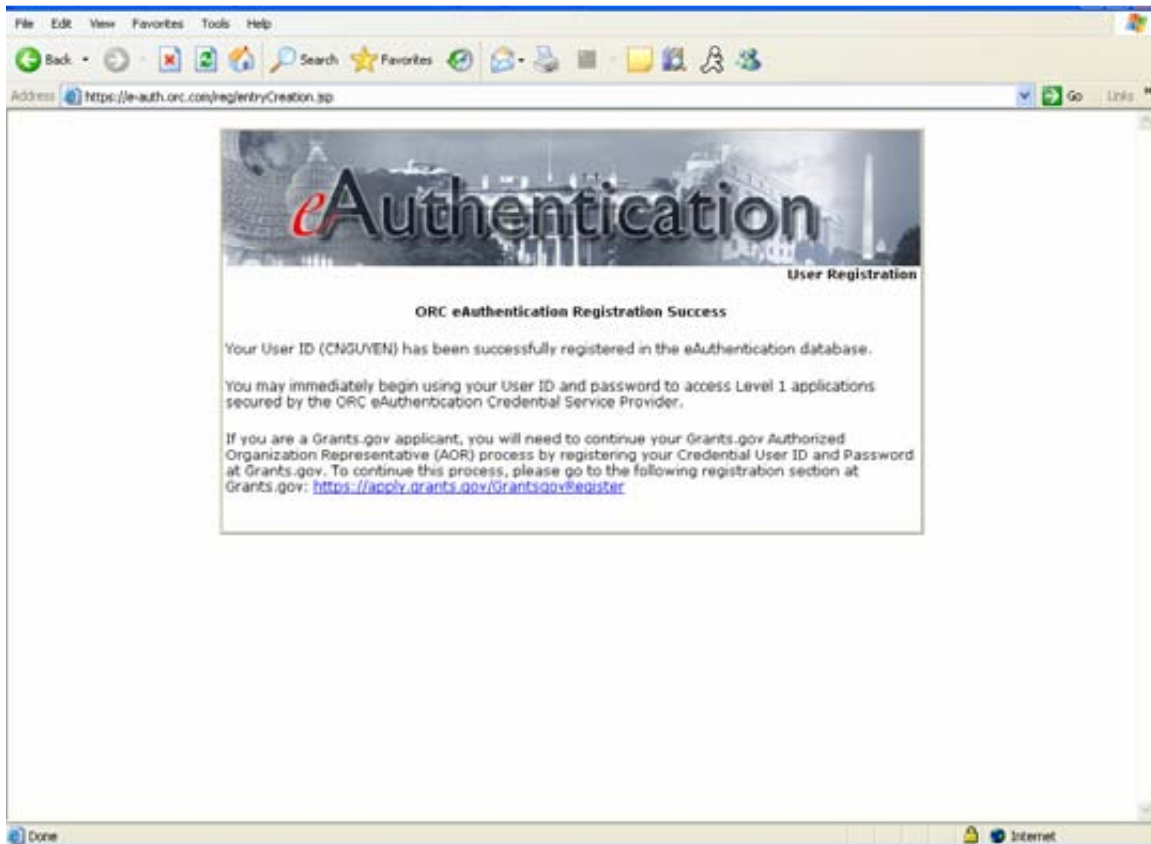 File Edit View Favorites Tools Help
Back Search Favorites
Address https://e-auth.orc.com/reg/entryCreation.jsp Go Links »
eAuthentication
User Registration
ORC eAuthentication Registration Success
Your User ID (CNGUYEN) has been successfully registered in the eAuthentication database.
You may immediately begin using your User ID and password to access Level 1 applications
secured by the ORC eAuthentication Credential Service Provider.
If you are a Grants.gov applicant, you will need to continue your Grants.gov Authorized
Organization Representative (AOR) process by registering your Credential User ID and Password
at Grants.gov. To continue this process, please go to the following registration section at
Grants.gov: https://apply.grants.gov/GrantsgovRegister
Done Internet